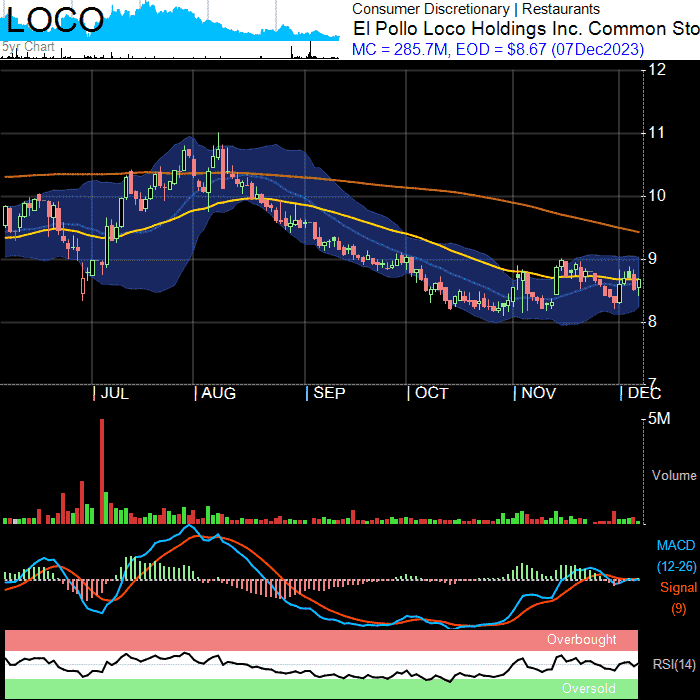 LOCO
5yr Chart
Consumer Discretionary | Restaurants
El Pollo Loco Holdings Inc. Common Sto
MC = 285.7M, EOD = $8.67 (07Dec2023)
12
11
10
9
8
7
| JUL | AUG | SEP | OCT | NOV | DEC
5M
Volume
MACD
(12-26)
Signal
(9)
Overbought
RSI(14)
Oversold